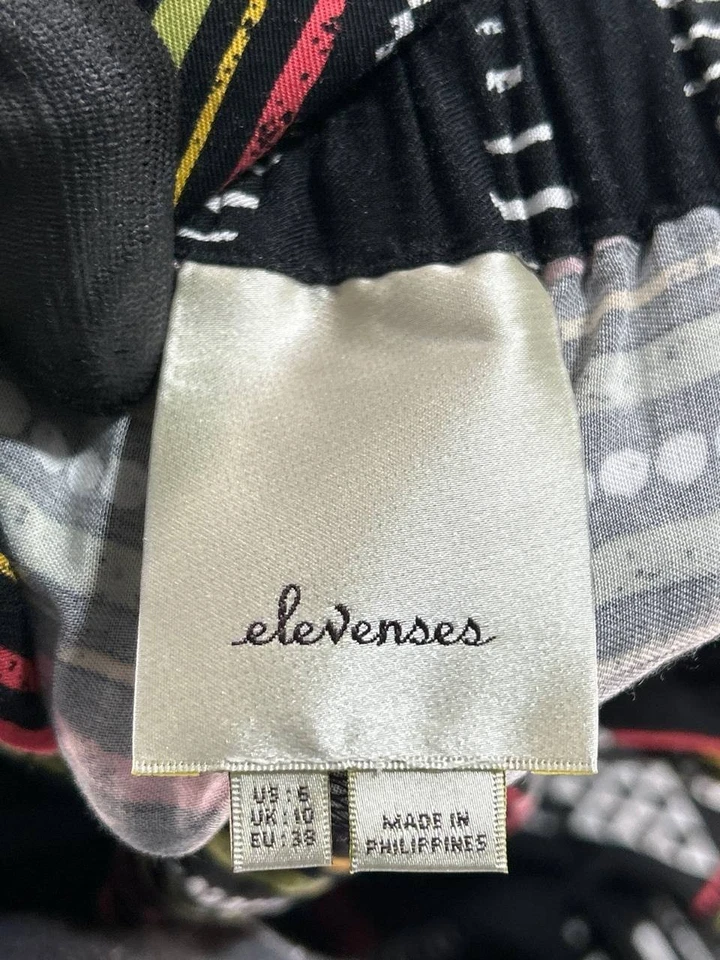 elevenses
US : 6
UK : 10
EU : 38
MADE IN
PHILIPPINES